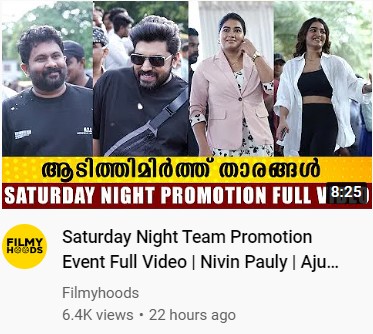 ആടിത്തിമിർത്ത് താരങ്ങൾ
SATURDAY NIGHT PROMOTION FULL
8:25
FILMY
HOODS
Saturday Night Team Promotion
Event Full Video | Nivin Pauly | Aju...
Filmyhoods
6.4K views • 22 hours ago